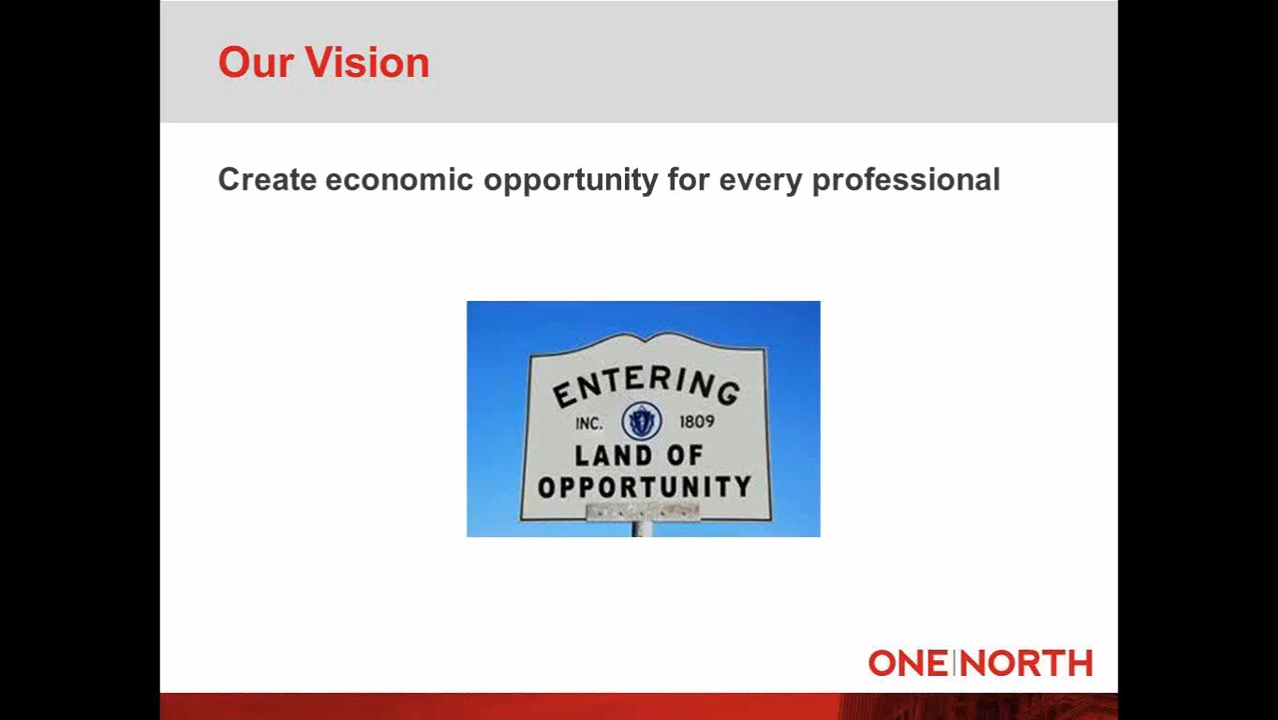 Our Vision
Create economic opportunity for every professional
ENTERING
INC. 1809
LAND OF
OPPORTUNITY
ONE|NORTH